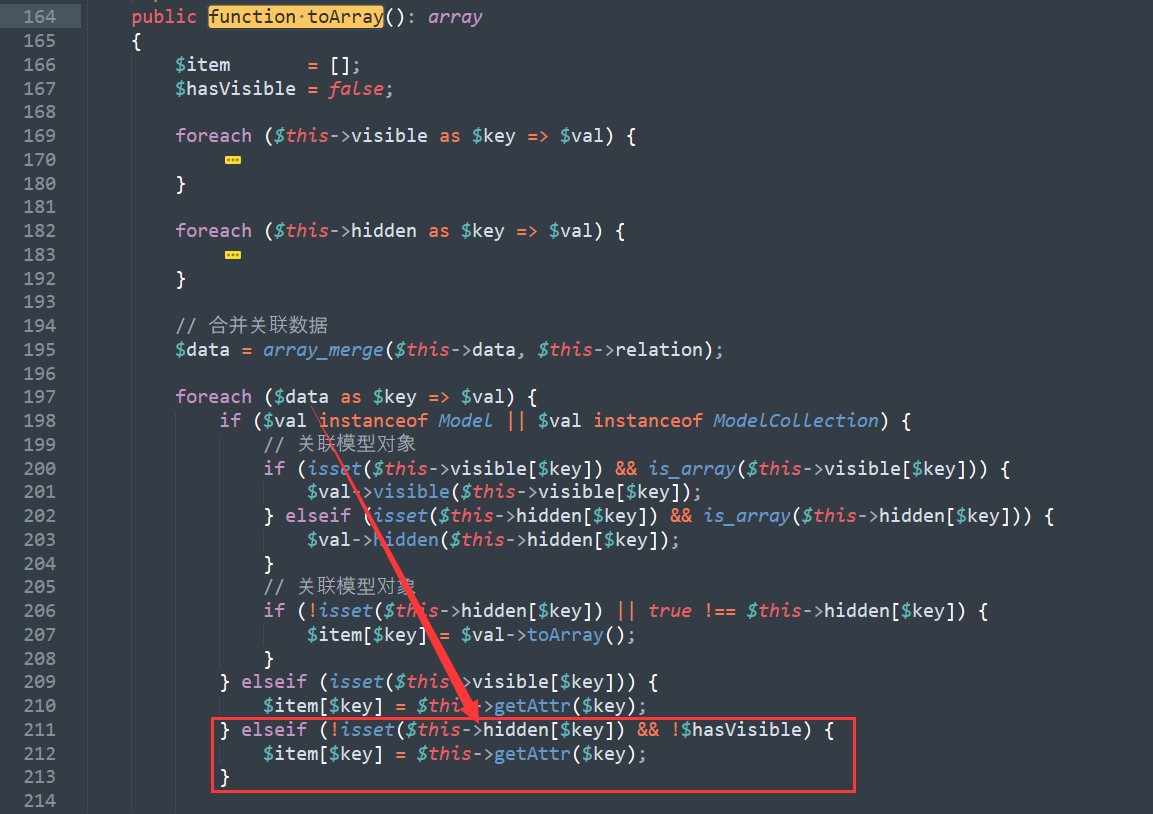 164 public function toArray(): array
165 {
166 $item = [];
167 $hasVisible = false;
168
169 foreach ($this->visible as $key => $val) {
170
180 }
181
182 foreach ($this->hidden as $key => $val) {
183
192 }
193
194 // 合并关联数据
195 $data = array_merge($this->data, $this->relation);
196
197 foreach ($data as $key => $val) {
198 if ($val instanceof Model || $val instanceof ModelCollection) {
199 // 关联模型对象
200 if (isset($this->visible[$key]) && is_array($this->visible[$key])) {
201 $val->visible($this->visible[$key]);
202 } elseif (isset($this->hidden[$key]) && is_array($this->hidden[$key])) {
203 $val->hidden($this->hidden[$key]);
204 }
205 // 关联模型对象
206 if (!isset($this->hidden[$key]) || true !== $this->hidden[$key]) {
207 $item[$key] = $val->toArray();
208 }
209 } elseif (isset($this->visible[$key])) {
210 $item[$key] = $this->getAttr($key);
211 } elseif (!isset($this->hidden[$key]) && !$hasVisible) {
212 $item[$key] = $this->getAttr($key);
213 }
214